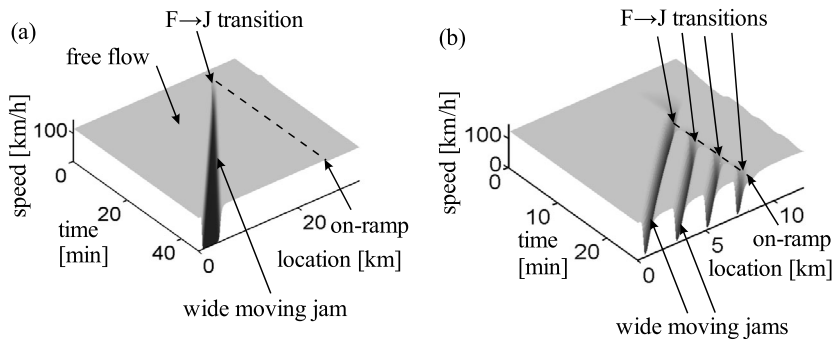 (a)
F→J transition
free flow
speed [km/h]
100
0
20
40
time
[min]
0
20
on-ramp
location [km]
wide moving jam
(b)
F→J transitions
speed [km/h]
100
0
0
10
20
time
[min]
0
5
10
on-ramp
location [km]
wide moving jams